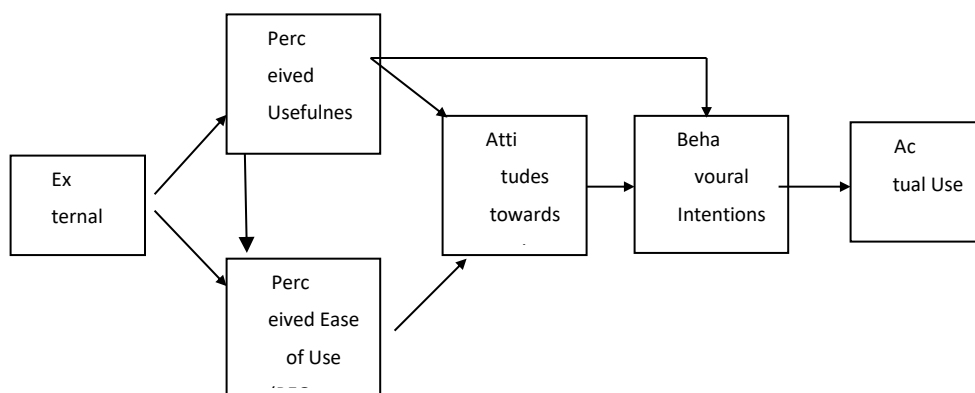 Perc
eived
Usefulnes
Ex
ternal
Atti
tudes
towards
Beha
voural
Intentions
Ac
tual Use
Perc
eived Ease
of Use